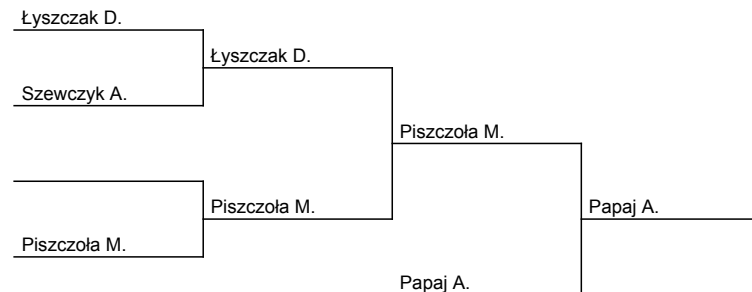 Łyszczak D.
Łyszczak D.
Szewczyk A.
Piszczoła M.
Piszczoła M.
Papaj A.
Piszczoła M.
Papaj A.